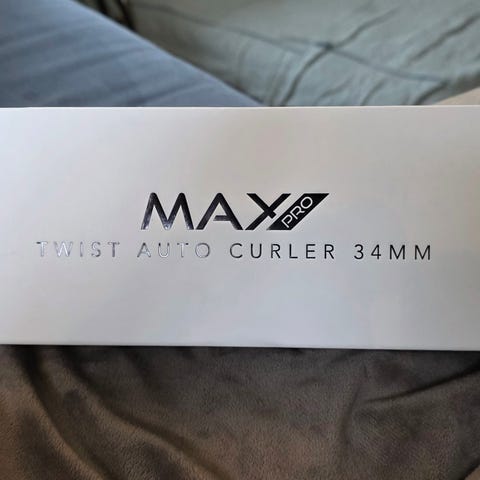 MAX PRO
TWIST AUTO CURLER 34MM